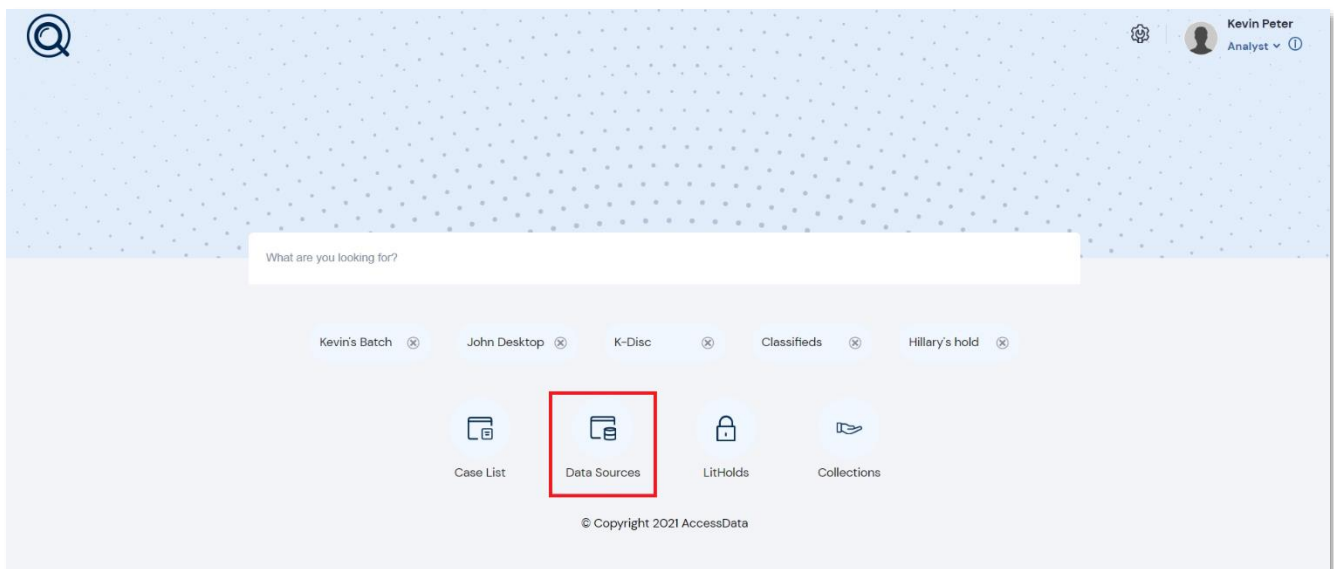 Kevin Peter
Analyst
What are you looking for?
Kevin's Batch
John Desktop
K-Disc
Classifieds
Hillary's hold
Case List
Data Sources
LitHolds
Collections
© Copyright 2021 AccessData